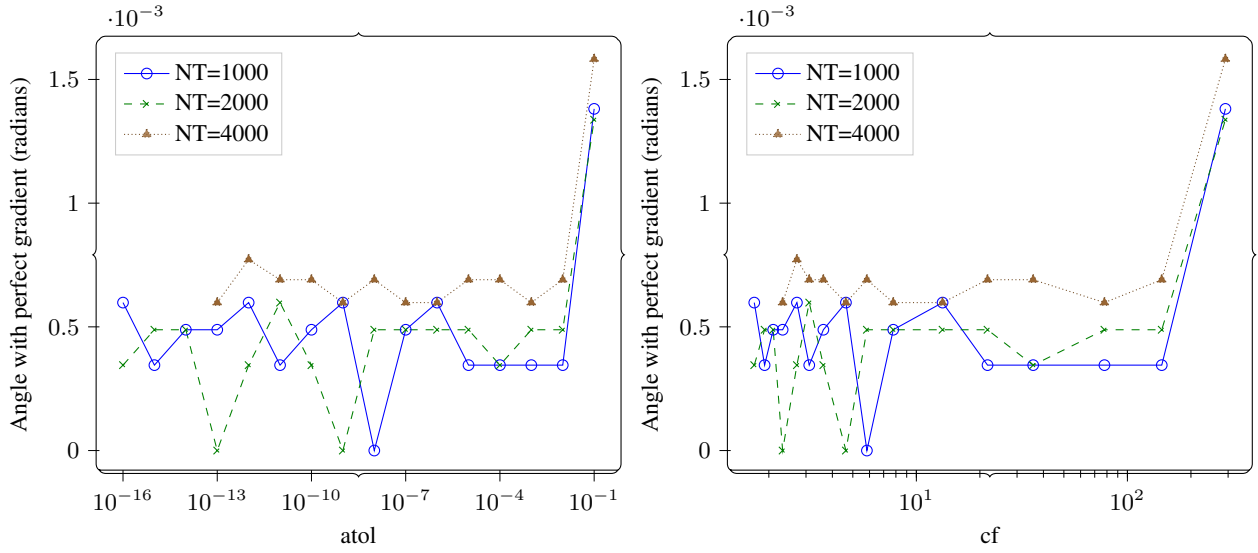 ·10⁻³
Angle with perfect gradient (radians)
1.5
1
0.5
0
NT=1000
NT=2000
NT=4000
10⁻¹⁶
10⁻¹³
10⁻¹⁰
10⁻⁷
10⁻⁴
10⁻¹
atol
·10⁻³
Angle with perfect gradient (radians)
1.5
1
0.5
0
NT=1000
NT=2000
NT=4000
10¹
10²
cf